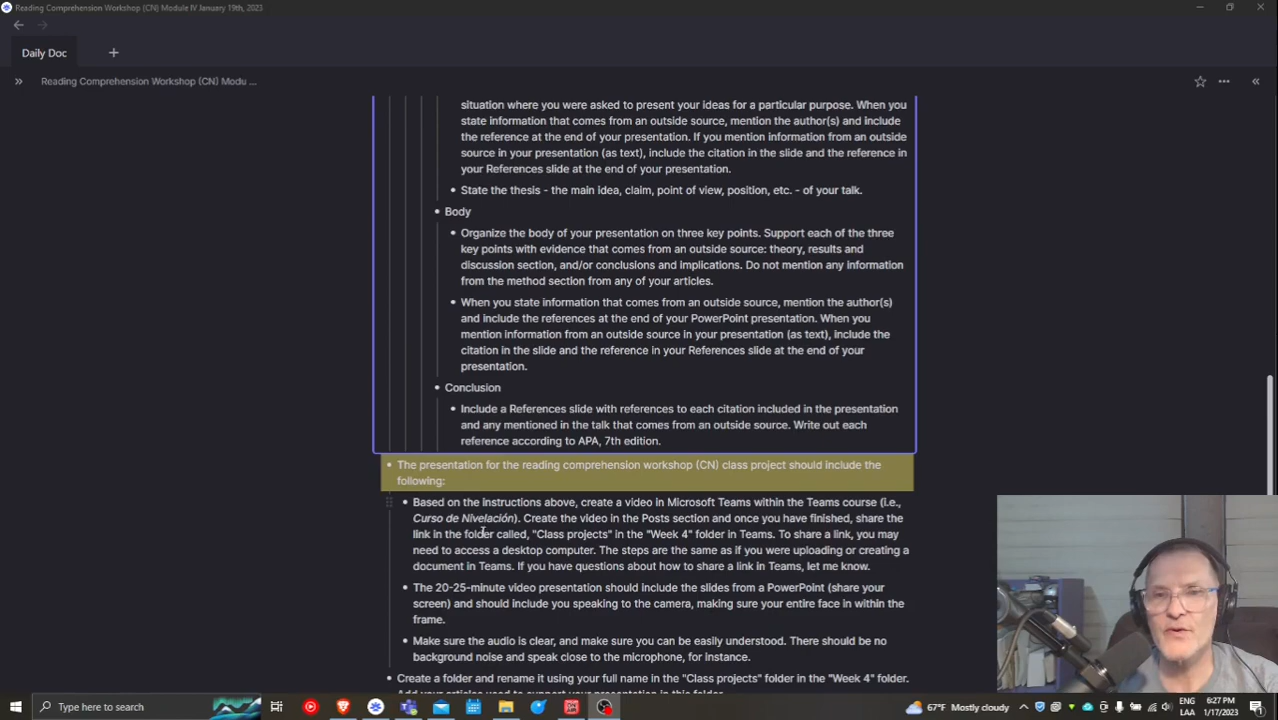 Reading Comprehension Workshop (CN) Module IV January 19th, 2023
Daily Doc
Reading Comprehension Workshop (CN) Modu ...
situation where you were asked to present your ideas for a particular purpose. When you
state information that comes from an outside source, mention the author(s) and include
the reference at the end of your presentation. If you mention information from an outside
source in your presentation (as text), include the citation in the slide and the reference in
your References slide at the end of your presentation.
State the thesis - the main idea, claim, point of view, position, etc. - of your talk.
Body
Organize the body of your presentation on three key points. Support each of the three
key points with evidence that comes from an outside source: theory, results and
discussion section, and/or conclusions and implications. Do not mention any information
from the method section from any of your articles.
When you state information that comes from an outside source, mention the author(s)
and include the references at the end of your PowerPoint presentation. When you
mention information from an outside source in your presentation (as text), include the
citation in the slide and the reference in your References slide at the end of your
presentation.
Conclusion
Include a References slide with references to each citation included in the presentation
and any mentioned in the talk that comes from an outside source. Write out each
reference according to APA, 7th edition.
The presentation for the reading comprehension workshop (CN) class project should include the
following:
Based on the instructions above, create a video in Microsoft Teams within the Teams course (i.e.,
Curso de Nivelación). Create the video in the Posts section and once you have finished, share the
link in the folder called, "Class projects" in the "Week 4" folder in Teams. To share a link, you may
need to access a desktop computer. The steps are the same as if you were uploading or creating a
document in Teams. If you have questions about how to share a link in Teams, let me know.
The 20-25-minute video presentation should include the slides from a PowerPoint (share your
screen) and should include you speaking to the camera, making sure your entire face in within the
frame.
Make sure the audio is clear, and make sure you can be easily understood. There should be no
background noise and speak close to the microphone, for instance.
Create a folder and rename it using your full name in the "Class projects" folder in the "Week 4" folder.
Add your articles used to support your presentation in this folder.
Type here to search
67°F Mostly cloudy
ENG
LAA
6:27 PM
1/17/2023